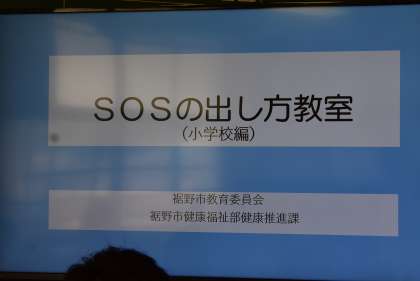 SOSの出し方教室
（小学校編）
裾野市教育委員会
裾野市健康福祉部健康推進課